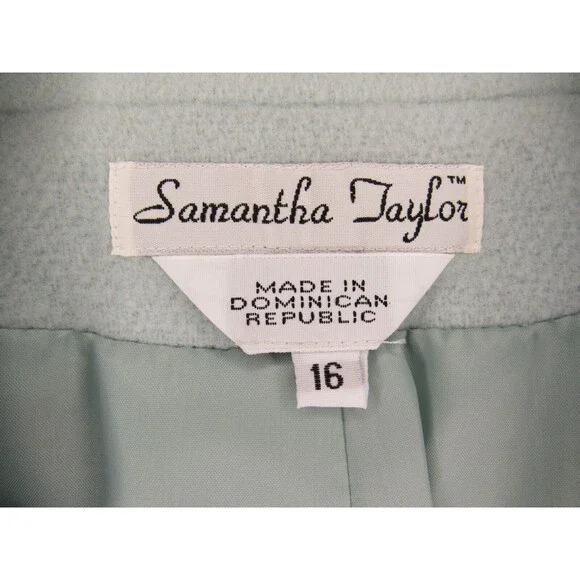 Samantha Taylor™
MADE IN
DOMINICAN
REPUBLIC
16